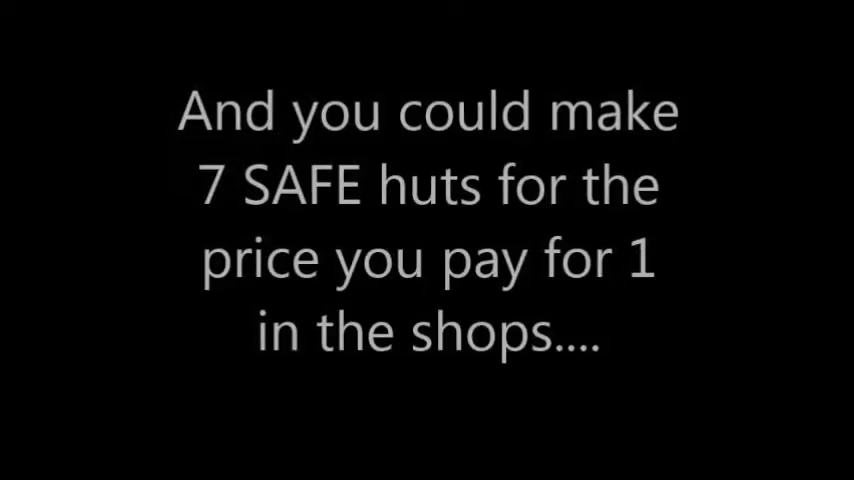 And you could make
7 SAFE huts for the
price you pay for 1
in the shops....